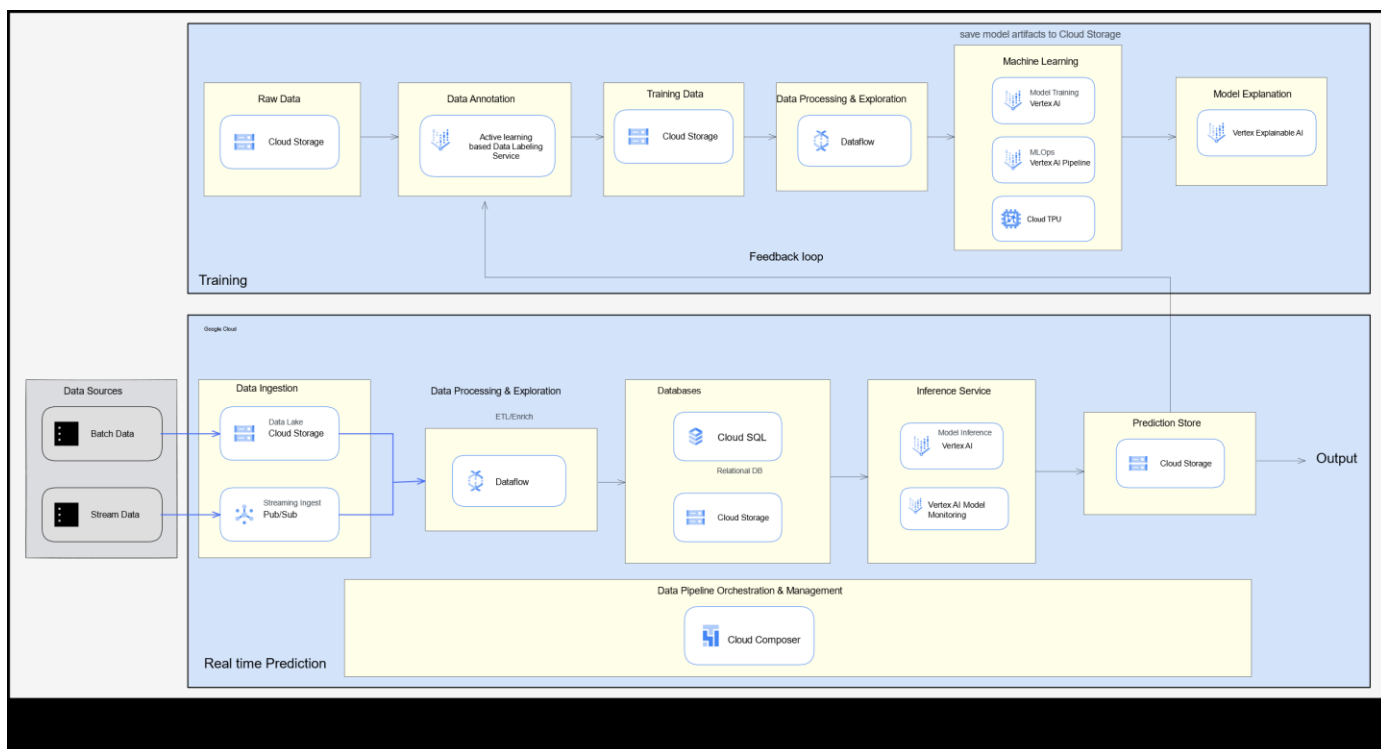 save model artifacts to Cloud Storage
Raw Data
Cloud Storage
Data Annotation
Active learning
based Data Labeling
Service
Training Data
Cloud Storage
Data Processing & Exploration
Dataflow
Machine Learning
Model Training
Vertex AI
MLOps
Vertex AI Pipeline
Cloud TPU
Model Explanation
Vertex Explainable AI
Feedback loop
Training
Google Cloud
Data Sources
Batch Data
Stream Data
Data Ingestion
Data Lake
Cloud Storage
Streaming Ingest
Pub/Sub
Data Processing & Exploration
ETL/Enrich
Dataflow
Databases
Cloud SQL
Relational DB
Cloud Storage
Inference Service
Model Inference
Vertex AI
Vertex AI Model
Monitoring
Prediction Store
Cloud Storage
Output
Data Pipeline Orchestration & Management
Cloud Composer
Real time Prediction